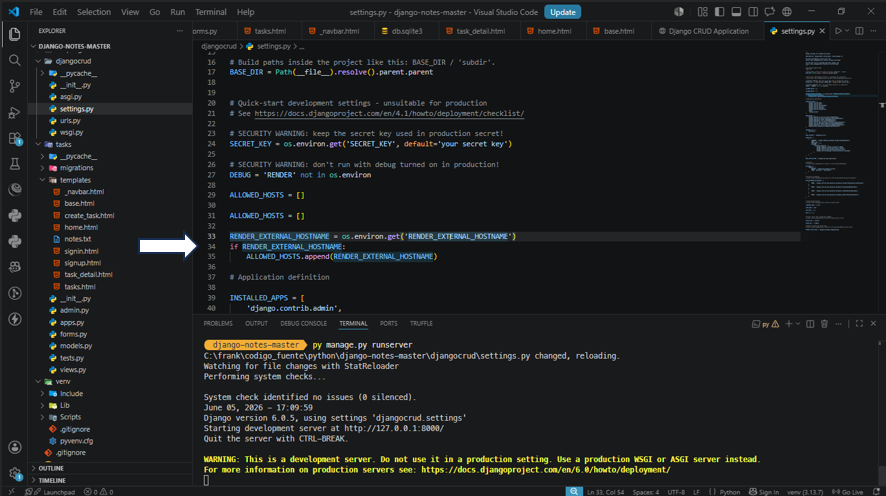 File Edit Selection View Go Run Terminal Help
settings.py - django-notes-master - Visual Studio Code Update
EXPLORER ...
orms.py tasks.html _navbar.html db.sqlite3 task_detail.html home.html base.html Django CRUD Application settings.py
DJANGO-NOTES-MASTER
djangocrud > settings.py > ...
djangocrud
__pycache__
__init__.py
asgi.py
settings.py
urls.py
wsgi.py
tasks
__pycache__
migrations
templates
_navbar.html
base.html
create_task.html
home.html
notes.txt
signin.html
signup.html
task_detail.html
tasks.html
__init__.py
admin.py
apps.py
forms.py
models.py
tests.py
views.py
venv
Include
Lib
Scripts
.gitignore
pyvenv.cfg
.gitignore
OUTLINE
TIMELINE
15
16 # Build paths inside the project like this: BASE_DIR / 'subdir'.
17 BASE_DIR = Path(__file__).resolve().parent.parent
18
19
20 # Quick-start development settings - unsuitable for production
21 # See https://docs.djangoproject.com/en/4.1/howto/deployment/checklist/
22
23 # SECURITY WARNING: keep the secret key used in production secret!
24 SECRET_KEY = os.environ.get('SECRET_KEY', default='your secret key')
25
26 # SECURITY WARNING: don't run with debug turned on in production!
27 DEBUG = 'RENDER' not in os.environ
28
29 ALLOWED_HOSTS = []
30
31 ALLOWED_HOSTS = []
32
33 RENDER_EXTERNAL_HOSTNAME = os.environ.get('RENDER_EXTERNAL_HOSTNAME')
34 if RENDER_EXTERNAL_HOSTNAME:
35 ALLOWED_HOSTS.append(RENDER_EXTERNAL_HOSTNAME)
36
37 # Application definition
38
39 INSTALLED_APPS = [
40 'django.contrib.admin',
PROBLEMS OUTPUT DEBUG CONSOLE TERMINAL PORTS TRUFFLE
py
django-notes-master py manage.py runserver
C:\frank\codigo_fuente\python\django-notes-master\djangocrud\settings.py changed, reloading.
Watching for file changes with StatReloader
Performing system checks...
System check identified no issues (0 silenced).
June 05, 2026 - 17:09:59
Django version 6.0.5, using settings 'djangocrud.settings'
Starting development server at http://127.0.0.1:8000/
Quit the server with CTRL-BREAK.
WARNING: This is a development server. Do not use it in a production setting. Use a production WSGI or ASGI server instead.
For more information on production servers see: https://docs.djangoproject.com/en/6.0/howto/deployment/
Launchpad 0 0 Ln 33, Col 54 Spaces: 4 UTF-8 LF { } Python Sign In venv (3.13.7) Go Live